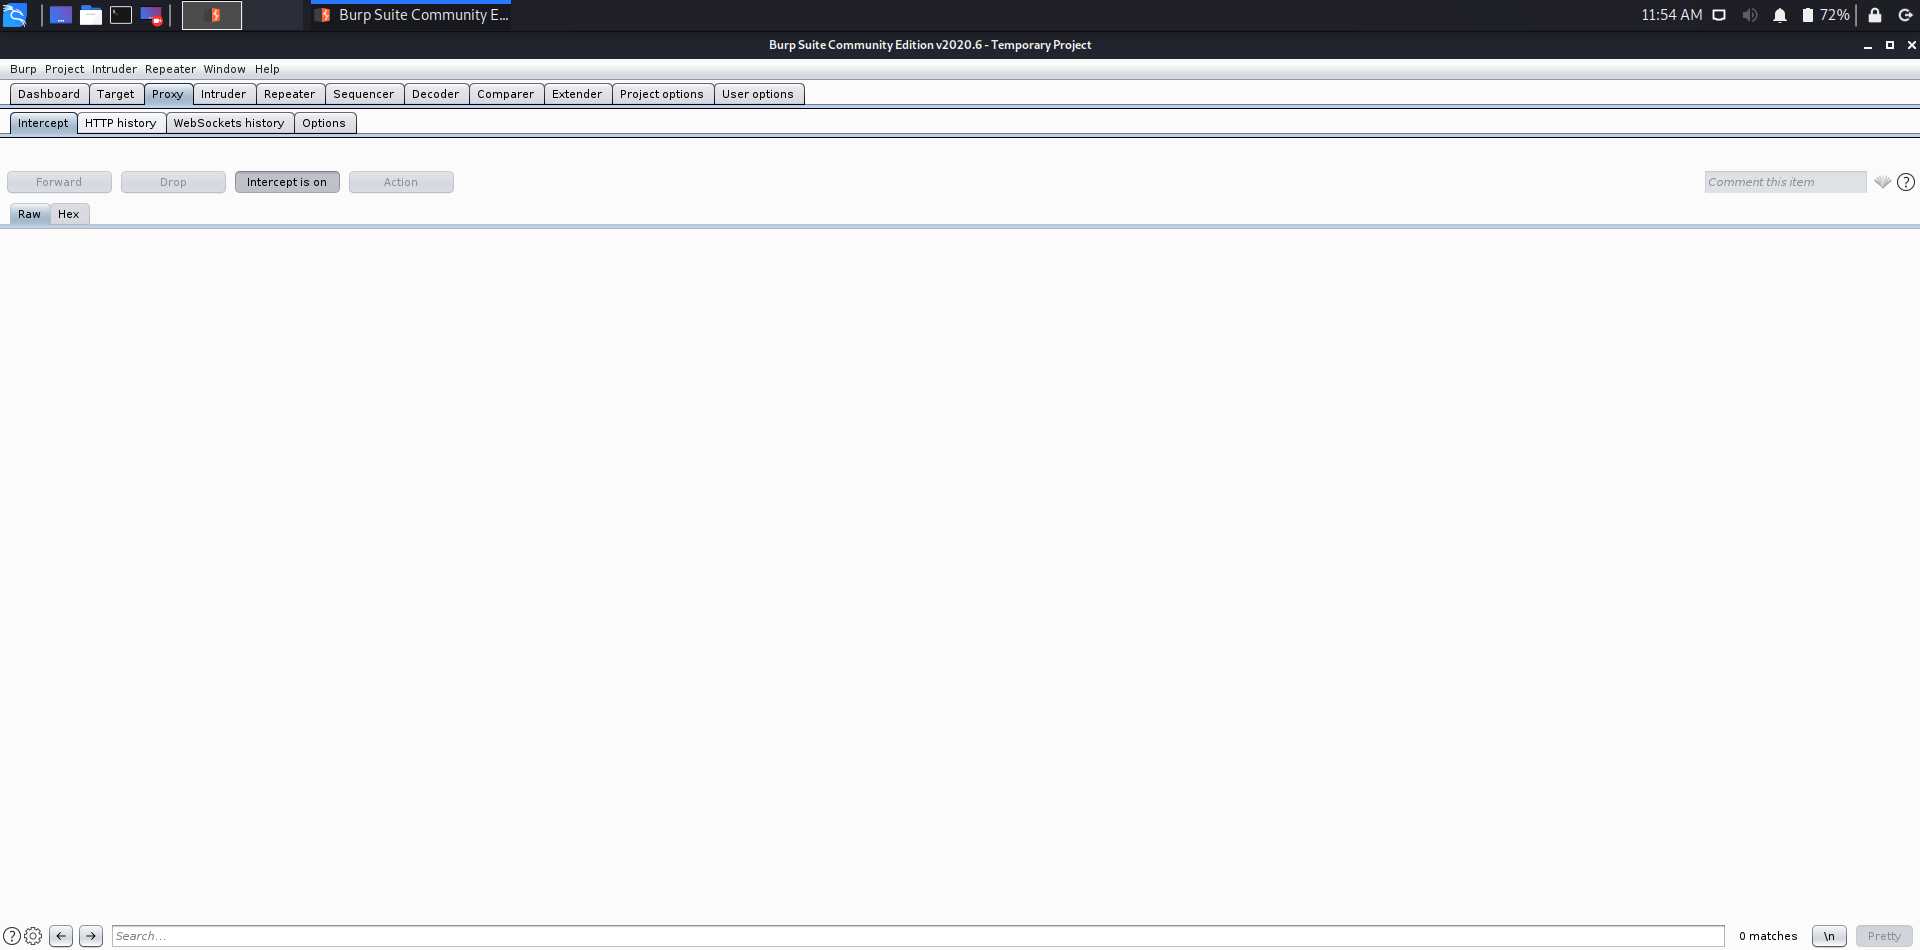 Burp Suite Community E...
11:54 AM
72%
Burp Suite Community Edition v2020.6 - Temporary Project
Burp Project Intruder Repeater Window Help
Dashboard Target Proxy Intruder Repeater Sequencer Decoder Comparer Extender Project options User options
Intercept HTTP history WebSockets history Options
Forward Drop Intercept is on Action Comment this item ?
Raw Hex
? Search... 0 matches \n Pretty